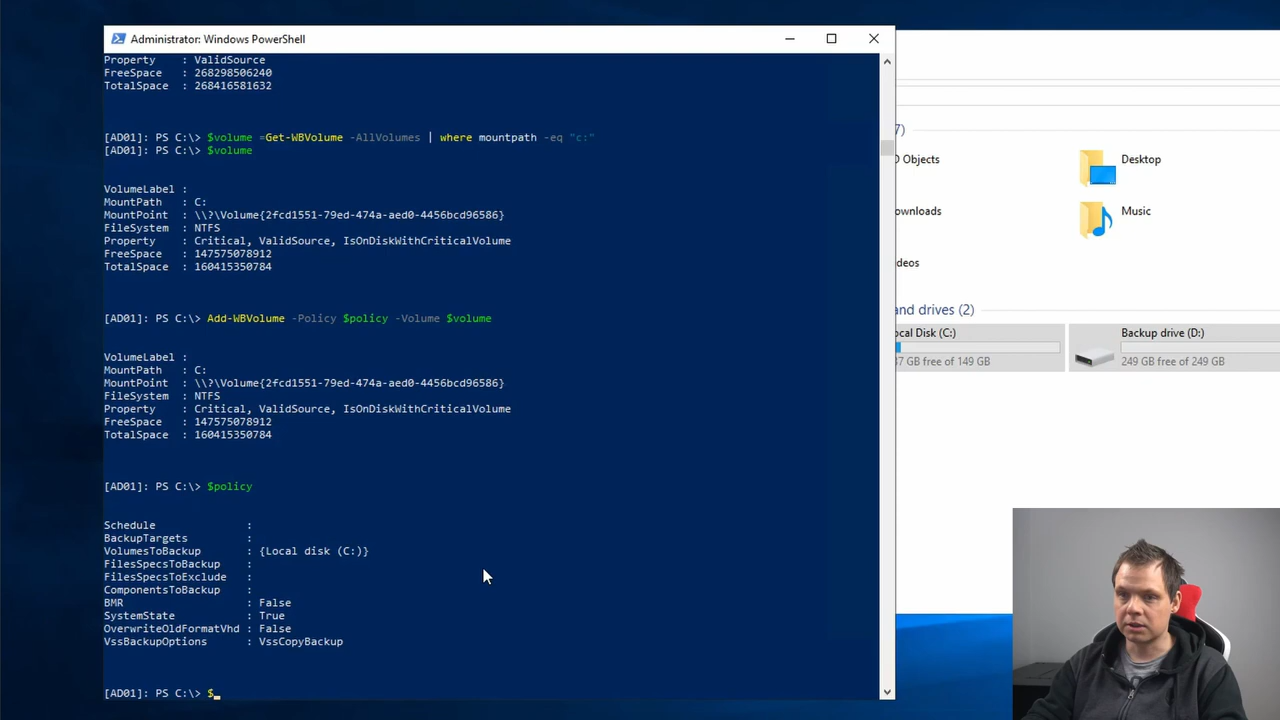 Administrator: Windows PowerShell
Property : ValidSource
FreeSpace : 268298506240
TotalSpace : 268416581632
[AD01]: PS C:\> $volume =Get-WBVolume -AllVolumes | where mountpath -eq "c:"
[AD01]: PS C:\> $volume
VolumeLabel :
MountPath : C:
MountPoint : \\?\Volume{2fcd1551-79ed-474a-aed0-4456bcd96586}
FileSystem : NTFS
Property : Critical, ValidSource, IsOnDiskWithCriticalVolume
FreeSpace : 147575078912
TotalSpace : 160415350784
[AD01]: PS C:\> Add-WBVolume -Policy $policy -Volume $volume
VolumeLabel :
MountPath : C:
MountPoint : \\?\Volume{2fcd1551-79ed-474a-aed0-4456bcd96586}
FileSystem : NTFS
Property : Critical, ValidSource, IsOnDiskWithCriticalVolume
FreeSpace : 147575078912
TotalSpace : 160415350784
[AD01]: PS C:\> $policy
Schedule :
BackupTargets :
VolumesToBackup : {Local disk (C:)}
FilesSpecsToBackup :
FilesSpecsToExclude :
ComponentsToBackup :
BMR : False
SystemState : True
OverwriteOldFormatVhd : False
VssBackupOptions : VssCopyBackup
[AD01]: PS C:\> $_
7)
D Objects
Desktop
ownloads
Music
deos
and drives (2)
ocal Disk (C:)
Backup drive (D:)
37 GB free of 149 GB
249 GB free of 249 GB